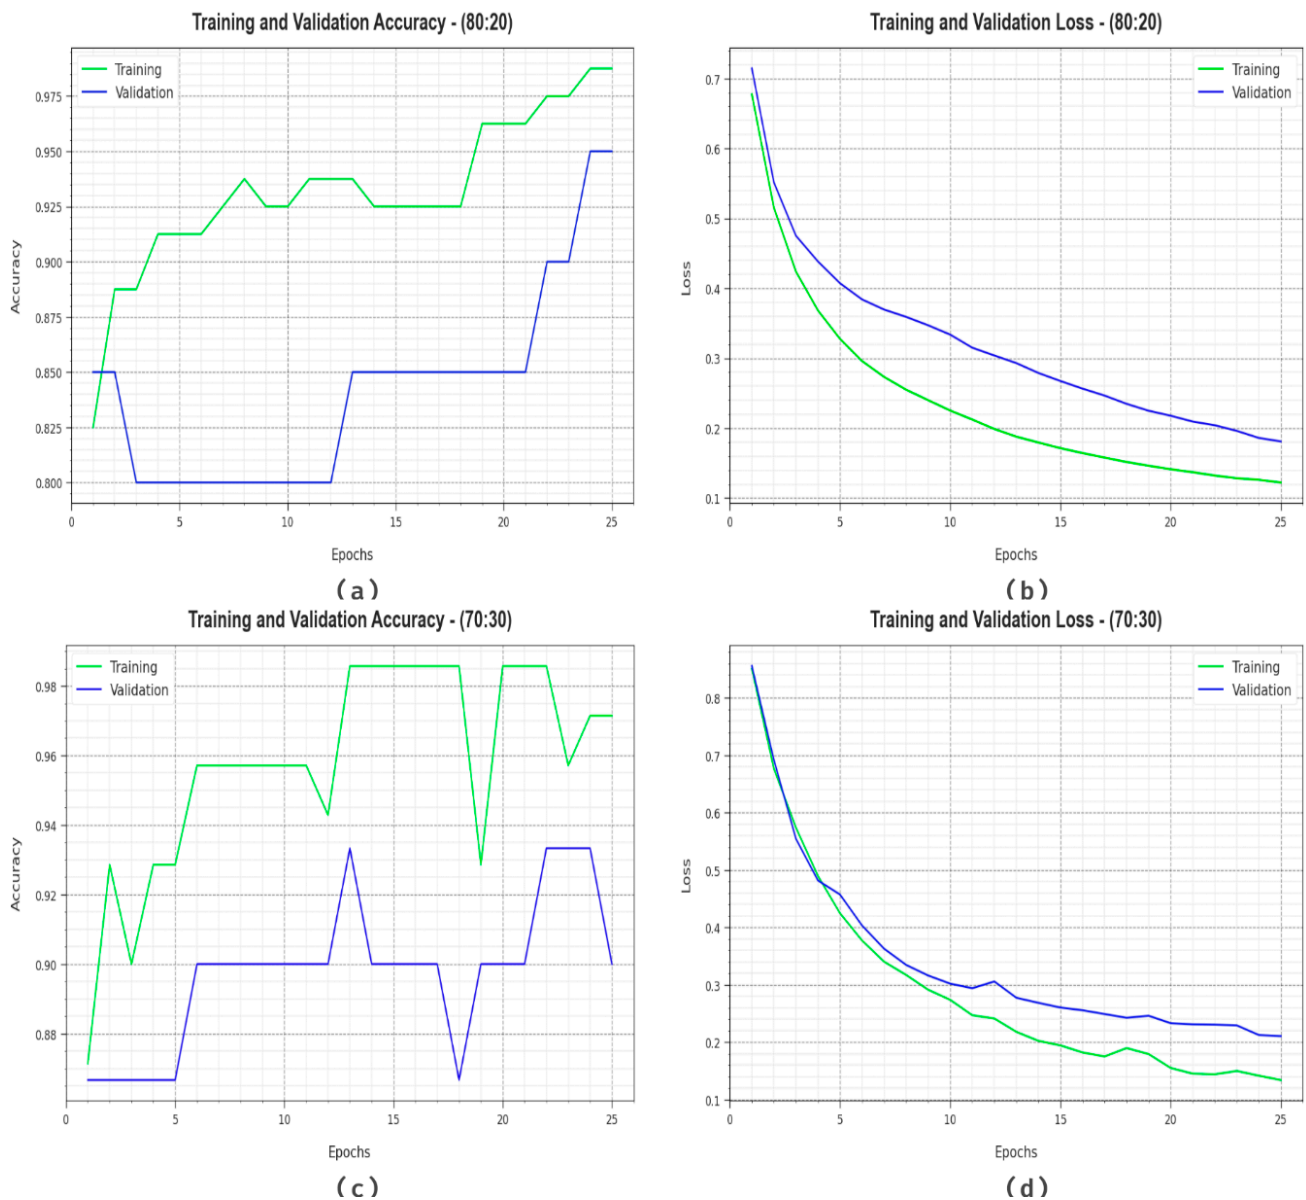 Training and Validation Accuracy - (80:20)
Training
Validation
Accuracy
0.975
0.950
0.925
0.900
0.875
0.850
0.825
0.800
0 5 10 15 20 25
Epochs
(a)
Training and Validation Loss - (80:20)
Training
Validation
Loss
0.7
0.6
0.5
0.4
0.3
0.2
0.1
0 5 10 15 20 25
Epochs
(b)
Training and Validation Accuracy - (70:30)
Training
Validation
Accuracy
0.98
0.96
0.94
0.92
0.90
0.88
0 5 10 15 20 25
Epochs
(c)
Training and Validation Loss - (70:30)
Training
Validation
Loss
0.8
0.7
0.6
0.5
0.4
0.3
0.2
0.1
0 5 10 15 20 25
Epochs
(d)